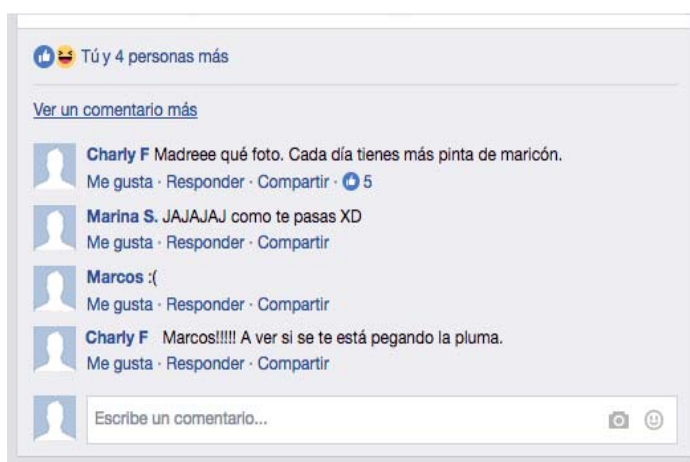 Tú y 4 personas más
Ver un comentario más
Charly F Madreee qué foto. Cada día tienes más pinta de maricón.
Me gusta · Responder · Compartir · 5
Marina S. JAJAJAJ como te pasas XD
Me gusta · Responder · Compartir
Marcos :(
Me gusta · Responder · Compartir
Charly F Marcos!!!!! A ver si se te está pegando la pluma.
Me gusta · Responder · Compartir
Escribe un comentario...